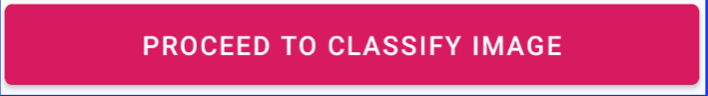 PROCEED TO CLASSIFY IMAGE